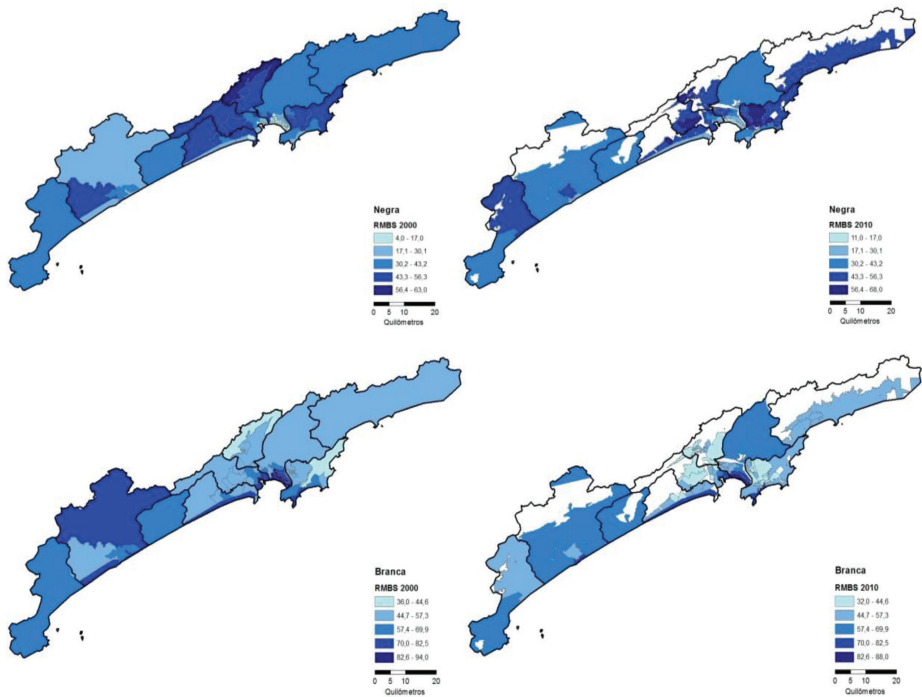 Negra
RMBS 2000
4,0 - 17,0
17,1 - 30,1
30,2 - 43,2
43,3 - 56,3
56,4 - 63,0
0 5 10 20
Quilômetros
Negra
RMBS 2010
11,0 - 17,0
17,1 - 30,1
30,2 - 43,2
43,3 - 56,3
56,4 - 68,0
0 5 10 20
Quilômetros
Branca
RMBS 2000
36,0 - 44,6
44,7 - 57,3
57,4 - 69,9
70,0 - 82,5
82,6 - 94,0
0 5 10 20
Quilômetros
Branca
RMBS 2010
32,0 - 44,6
44,7 - 57,3
57,4 - 69,9
70,0 - 82,5
82,6 - 88,0
0 5 10 20
Quilômetros